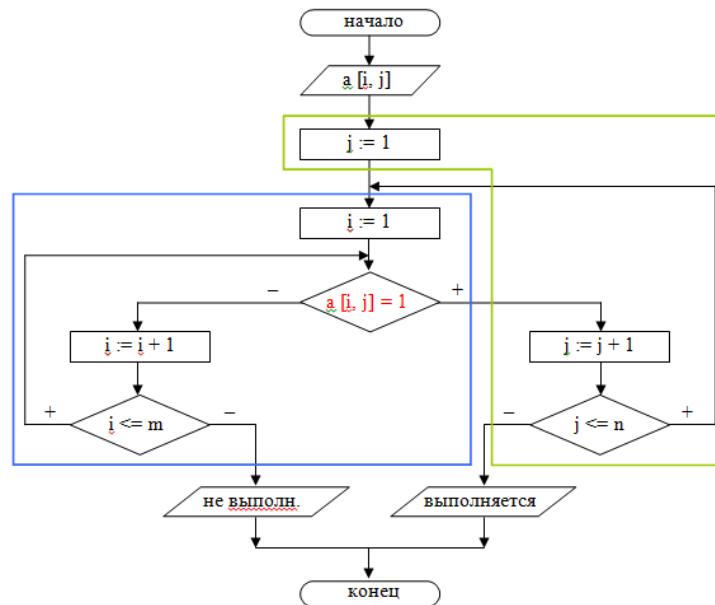 начало
a [i, j]
j := 1
i := 1
– a [i, j] = 1 +
i := i + 1
j := j + 1
+ i <= m –
– j <= n +
не выполн.
выполняется
конец